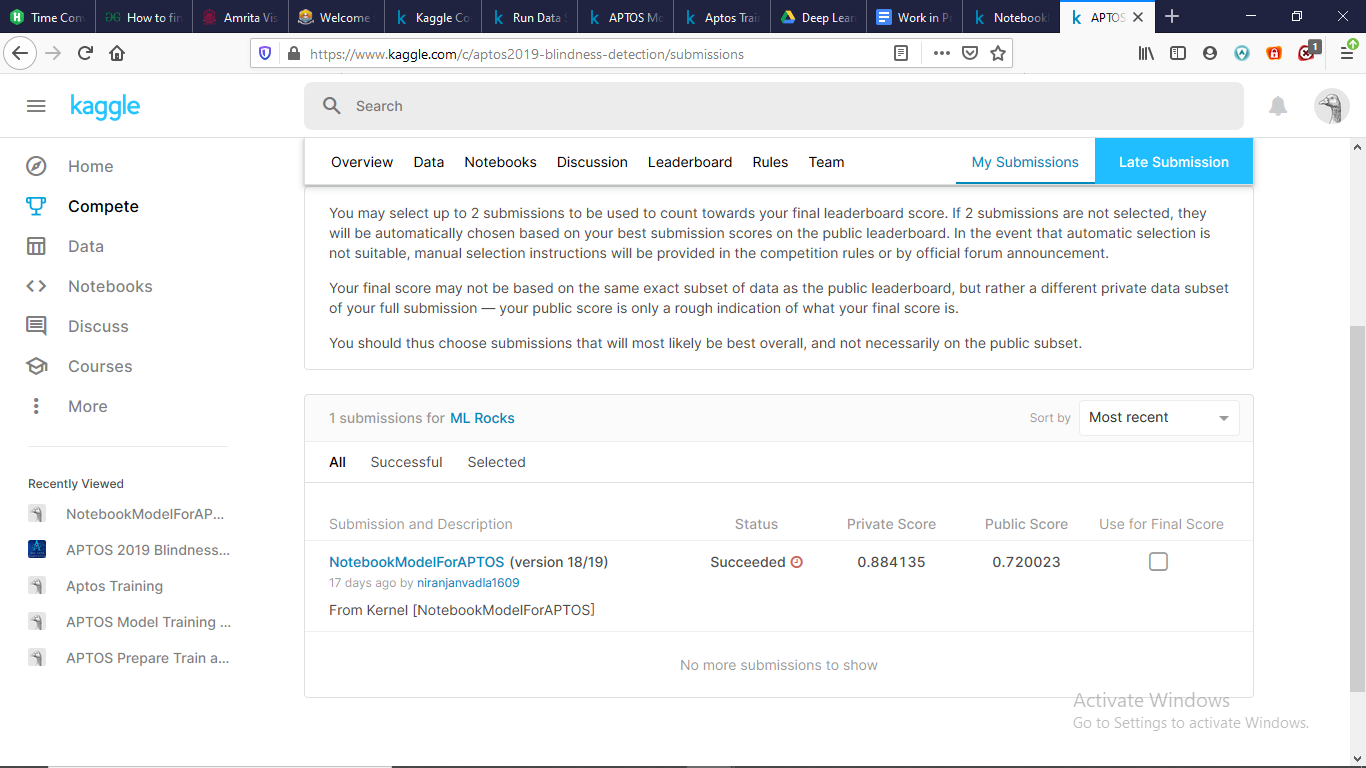 Time Con
How to fin
Amrita Vis
Welcome
Kaggle Co
Run Data S
APTOS Mo
Aptos Train
Deep Learn
Work in Pr
Notebook
APTOS
https://www.kaggle.com/c/aptos2019-blindness-detection/submissions
1
kaggle
Search
Home
Compete
Data
Notebooks
Discuss
Courses
More
Recently Viewed
NotebookModelForAP...
APTOS 2019 Blindness...
Aptos Training
APTOS Model Training ...
APTOS Prepare Train a...
Overview Data Notebooks Discussion Leaderboard Rules Team My Submissions Late Submission
You may select up to 2 submissions to be used to count towards your final leaderboard score. If 2 submissions are not selected, they
will be automatically chosen based on your best submission scores on the public leaderboard. In the event that automatic selection is
not suitable, manual selection instructions will be provided in the competition rules or by official forum announcement.
Your final score may not be based on the same exact subset of data as the public leaderboard, but rather a different private data subset
of your full submission — your public score is only a rough indication of what your final score is.
You should thus choose submissions that will most likely be best overall, and not necessarily on the public subset.
1 submissions for ML Rocks Sort by Most recent
All Successful Selected
Submission and Description Status Private Score Public Score Use for Final Score
NotebookModelForAPTOS (version 18/19) Succeeded 0.884135 0.720023
17 days ago by niranjanvadla1609
From Kernel [NotebookModelForAPTOS]
No more submissions to show
Activate Windows
Go to Settings to activate Windows.